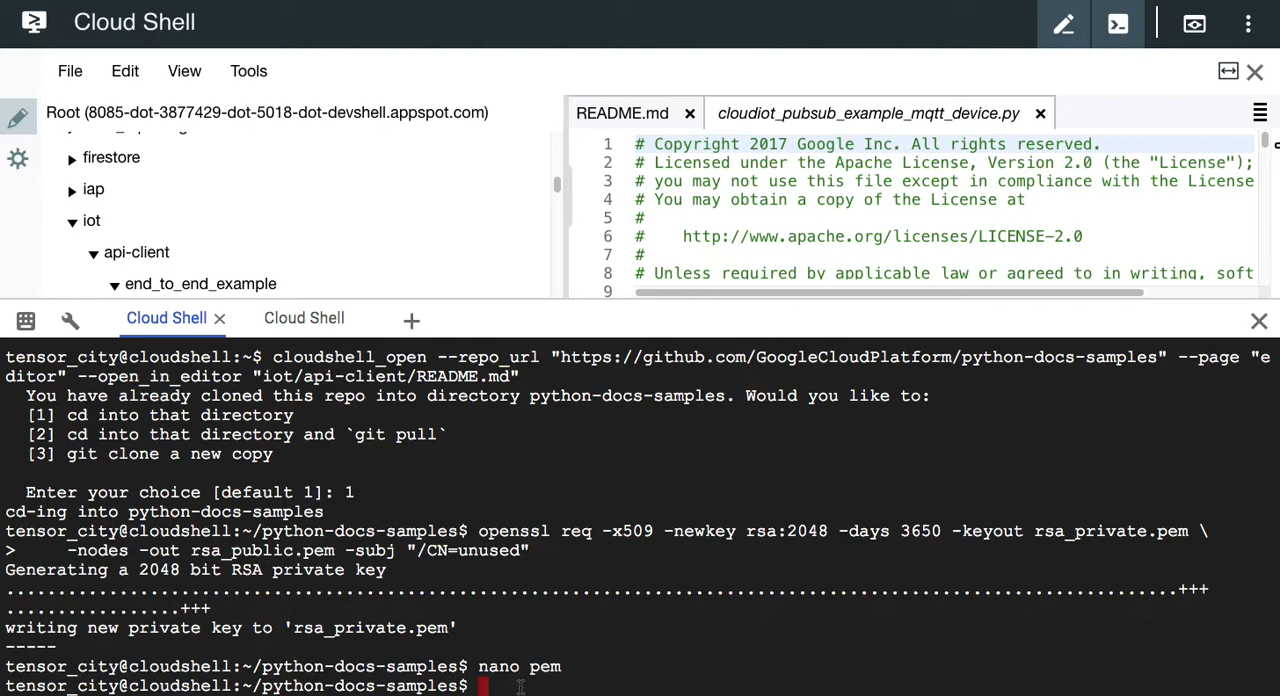 Cloud Shell
File Edit View Tools
Root (8085-dot-3877429-dot-5018-dot-devshell.appspot.com)
firestore
iap
iot
api-client
end_to_end_example
README.md cloudiot_pubsub_example_mqtt_device.py
1 # Copyright 2017 Google Inc. All rights reserved.
2 # Licensed under the Apache License, Version 2.0 (the "License");
3 # you may not use this file except in compliance with the License
4 # You may obtain a copy of the License at
5 #
6 # http://www.apache.org/licenses/LICENSE-2.0
7 #
8 # Unless required by applicable law or agreed to in writing, soft
9
Cloud Shell Cloud Shell
tensor_city@cloudshell:~$ cloudshell_open --repo_url "https://github.com/GoogleCloudPlatform/python-docs-samples" --page "e
ditor" --open_in_editor "iot/api-client/README.md"
You have already cloned this repo into directory python-docs-samples. Would you like to:
[1] cd into that directory
[2] cd into that directory and `git pull`
[3] git clone a new copy
Enter your choice [default 1]: 1
cd-ing into python-docs-samples
tensor_city@cloudshell:~/python-docs-samples$ openssl req -x509 -newkey rsa:2048 -days 3650 -keyout rsa_private.pem \
> -nodes -out rsa_public.pem -subj "/CN=unused"
Generating a 2048 bit RSA private key
..................................................................................................................+++
.................+++
writing new private key to 'rsa_private.pem'
-----
tensor_city@cloudshell:~/python-docs-samples$ nano pem
tensor_city@cloudshell:~/python-docs-samples$